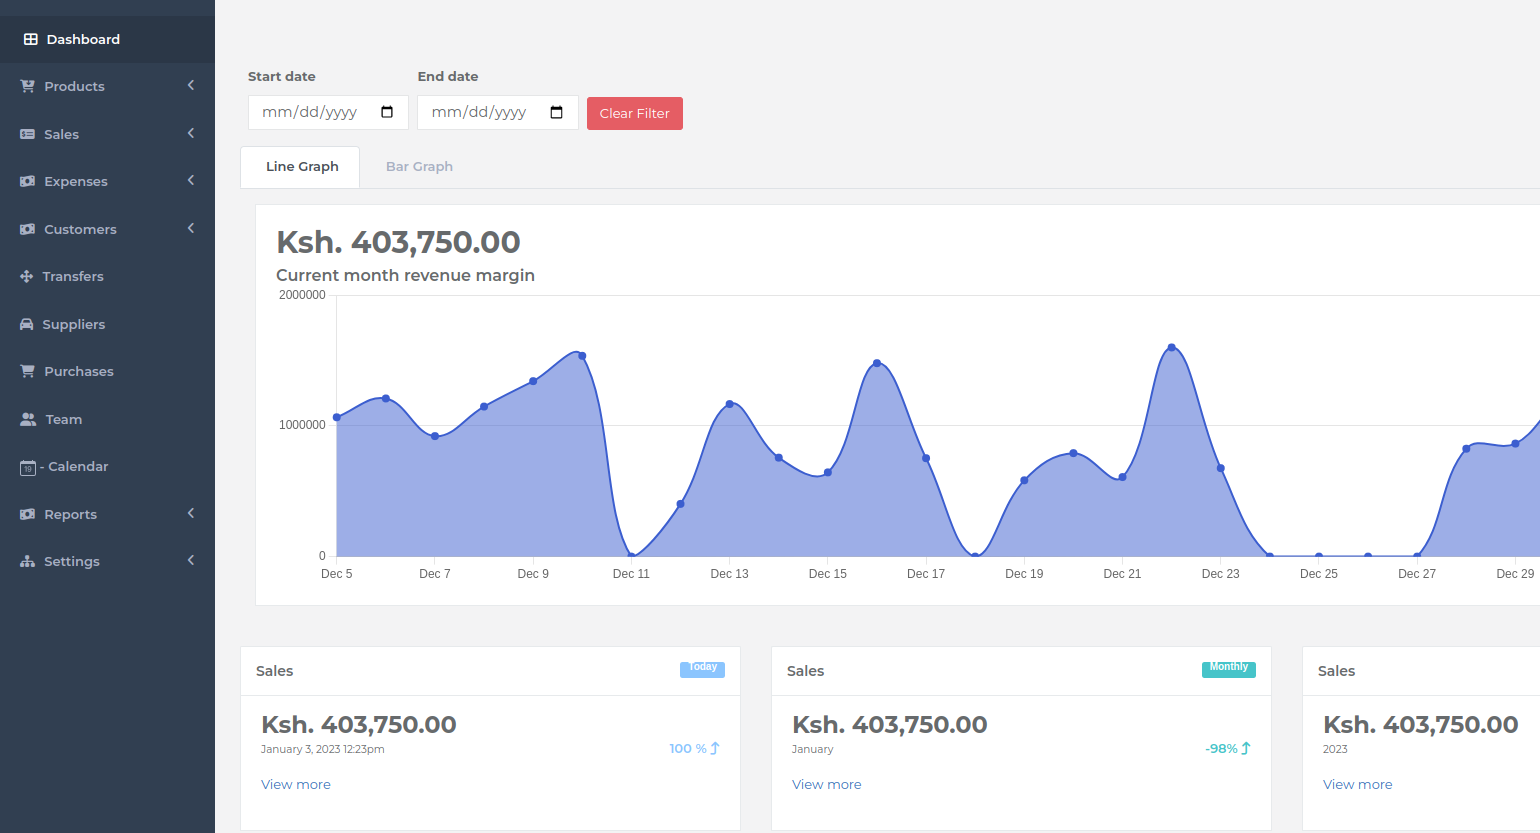 Dashboard
Products
Sales
Expenses
Customers
Transfers
Suppliers
Purchases
Team
19 - Calendar
Reports
Settings
Start date End date
mm/dd/yyyy mm/dd/yyyy Clear Filter
Line Graph Bar Graph
Ksh. 403,750.00
Current month revenue margin
2000000
1000000
0
Dec 5 Dec 7 Dec 9 Dec 11 Dec 13 Dec 15 Dec 17 Dec 19 Dec 21 Dec 23 Dec 25 Dec 27 Dec 29
Sales Today
Ksh. 403,750.00
January 3, 2023 12:23pm 100 %
View more
Sales Monthly
Ksh. 403,750.00
January -98%
View more
Sales
Ksh. 403,750.00
2023
View more